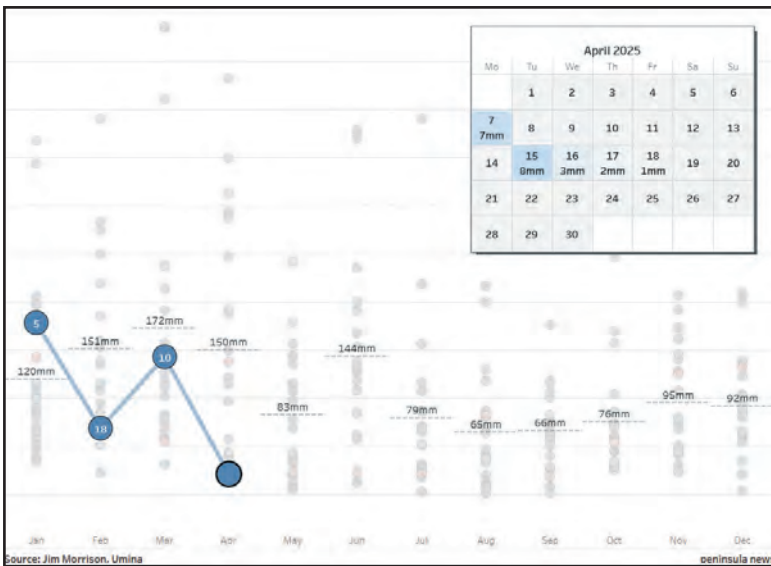 April 2025
Mo Tu We Th Fr Sa Su
1 2 3 4 5 6
7 8 9 10 11 12 13
7mm
14 15 16 17 18 19 20
8mm 3mm 2mm 1mm
21 22 23 24 25 26 27
28 29 30
5
172mm
151mm
150mm
10
144mm
120mm
18
83mm
79mm
65mm
66mm
76mm
95mm
92mm
Jan Feb Mar Apr May Jun Jul Aug Sep Oct Nov Dec
Source: Jim Morrison, Umina
peninsula news